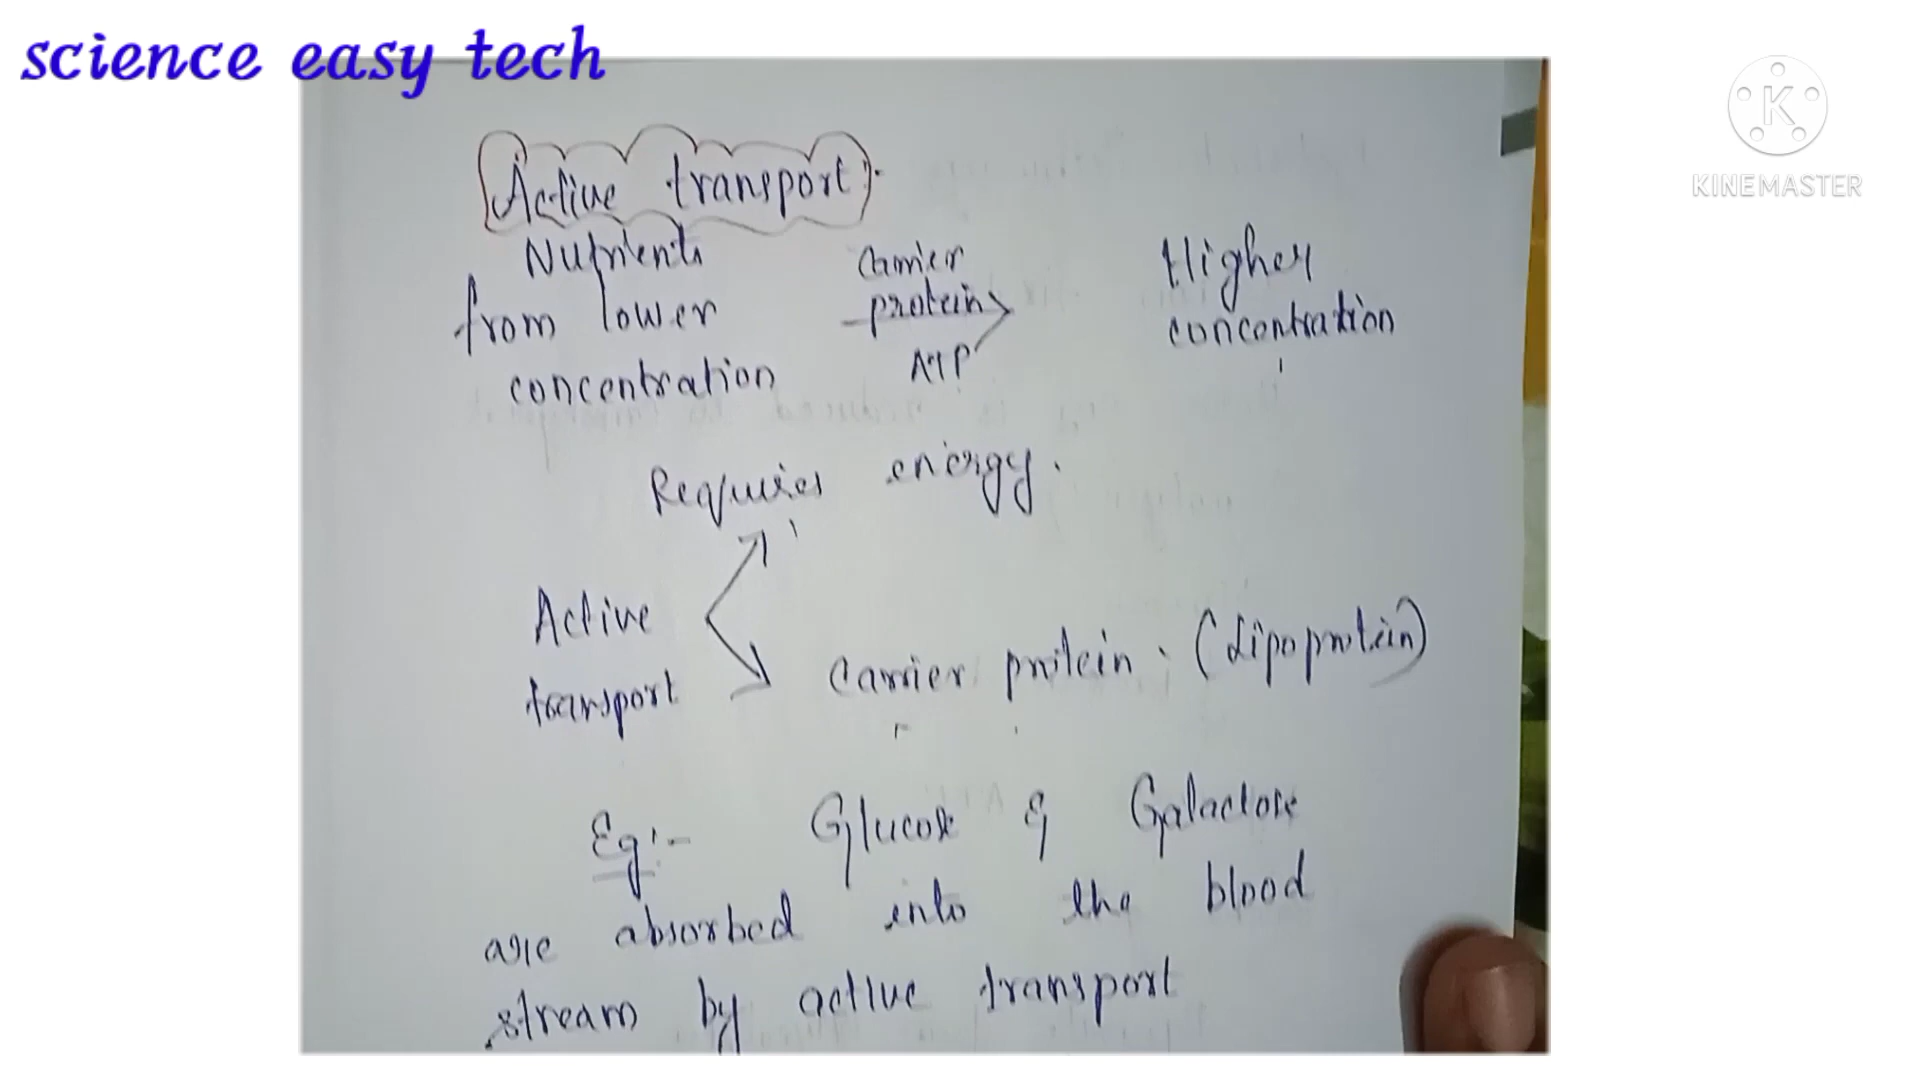 science easy tech
K
KINEMASTER
Active transport:-
Nutrients
from lower
concentration
Carrier
protein
ATP
Higher
concentration
Requires energy.
Active
transport
Carrier protein. (Lipoprotein)
Eg:- Glucose & Galactose
are absorbed into the blood
stream by active transport